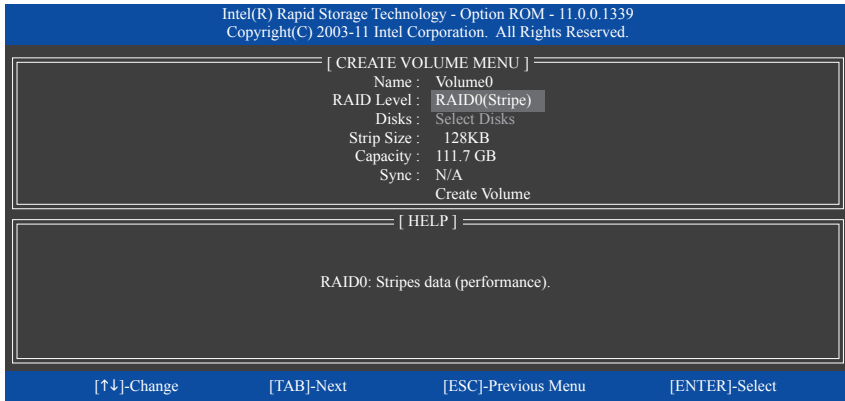 Intel(R) Rapid Storage Technology - Option ROM - 11.0.0.1339
Copyright(C) 2003-11 Intel Corporation.  All Rights Reserved.
[ CREATE VOLUME MENU ]
Name : Volume0
RAID Level : RAID0(Stripe)
Disks : Select Disks
Strip Size : 128KB
Capacity : 111.7 GB
Sync : N/A
Create Volume
[ HELP ]
RAID0: Stripes data (performance).
[↑↓]-Change [TAB]-Next [ESC]-Previous Menu [ENTER]-Select